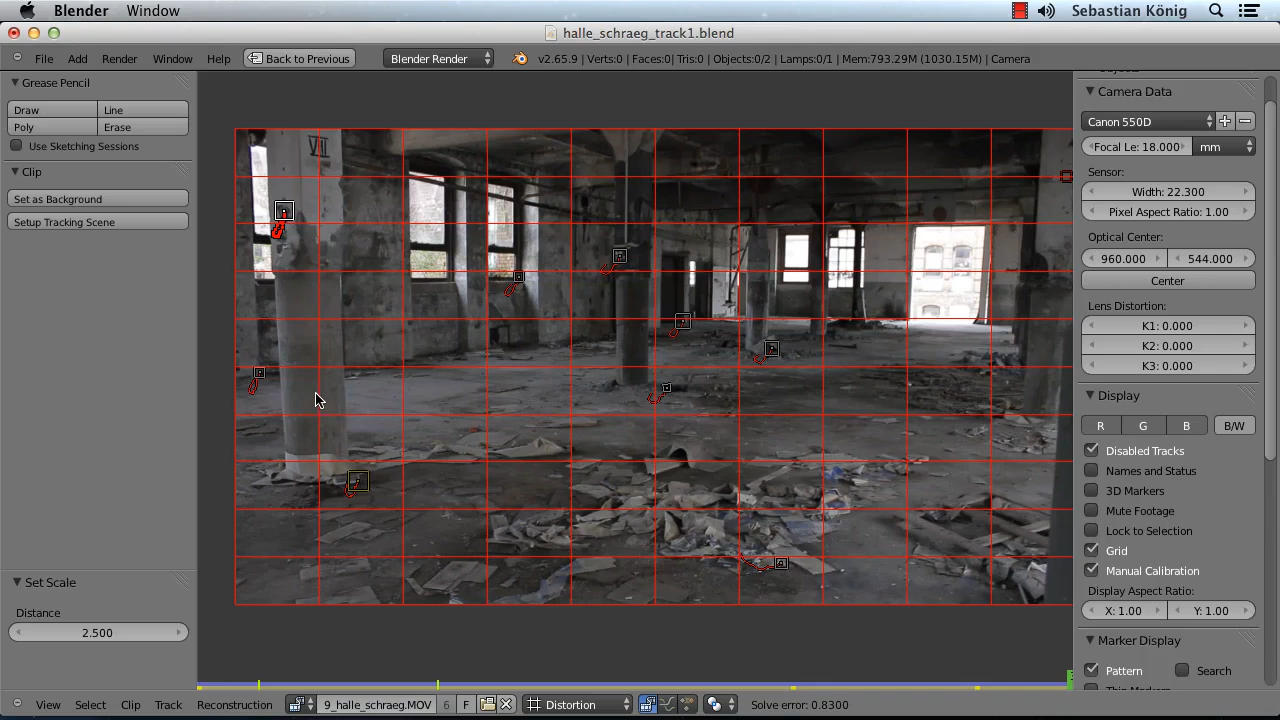 Blender Window Sebastian König
halle_schraeg_track1.blend
File Add Render Window Help Back to Previous Blender Render v2.65.9 | Verts:0 | Faces:0| Tris:0 | Objects:0/2 | Lamps:0/1 | Mem:793.29M (1030.15M) | Camera
Grease Pencil
Draw Line
Poly Erase
Use Sketching Sessions
Clip
Set as Background
Setup Tracking Scene
Set Scale
Distance
2.500
VII
Camera Data
Canon 550D
Focal Le: 18.000 mm
Sensor:
Width: 22.300
Pixel Aspect Ratio: 1.00
Optical Center:
960.000 544.000
Center
Lens Distortion:
K1: 0.000
K2: 0.000
K3: 0.000
Display
R G B B/W
Disabled Tracks
Names and Status
3D Markers
Mute Footage
Lock to Selection
Grid
Manual Calibration
Display Aspect Ratio:
X: 1.00 Y: 1.00
Marker Display
Pattern Search
View Select Clip Track Reconstruction 9_halle_schraeg.MOV 6 F Distortion Solve error: 0.8300